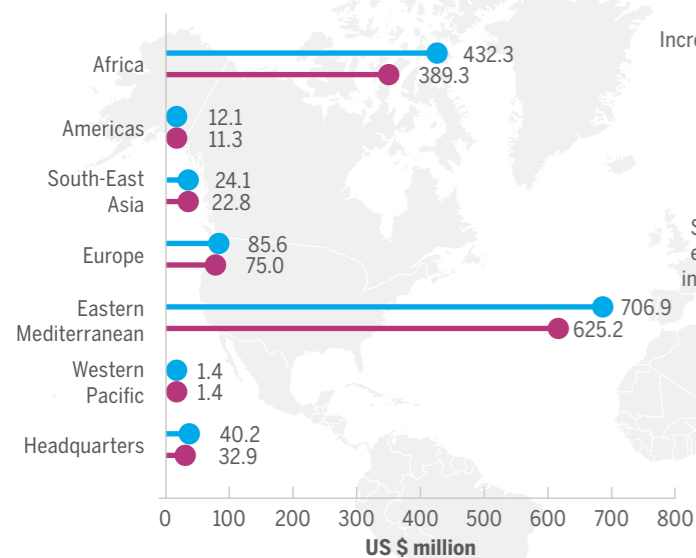 Africa
432.3
389.3
Americas
12.1
11.3
South-East
Asia
24.1
22.8
Europe
85.6
75.0
Eastern
Mediterranean
706.9
625.2
Western
Pacific
1.4
1.4
Headquarters
40.2
32.9
0 100 200 300 400 500 600 700 800
US $ million
Incre
S
e
in